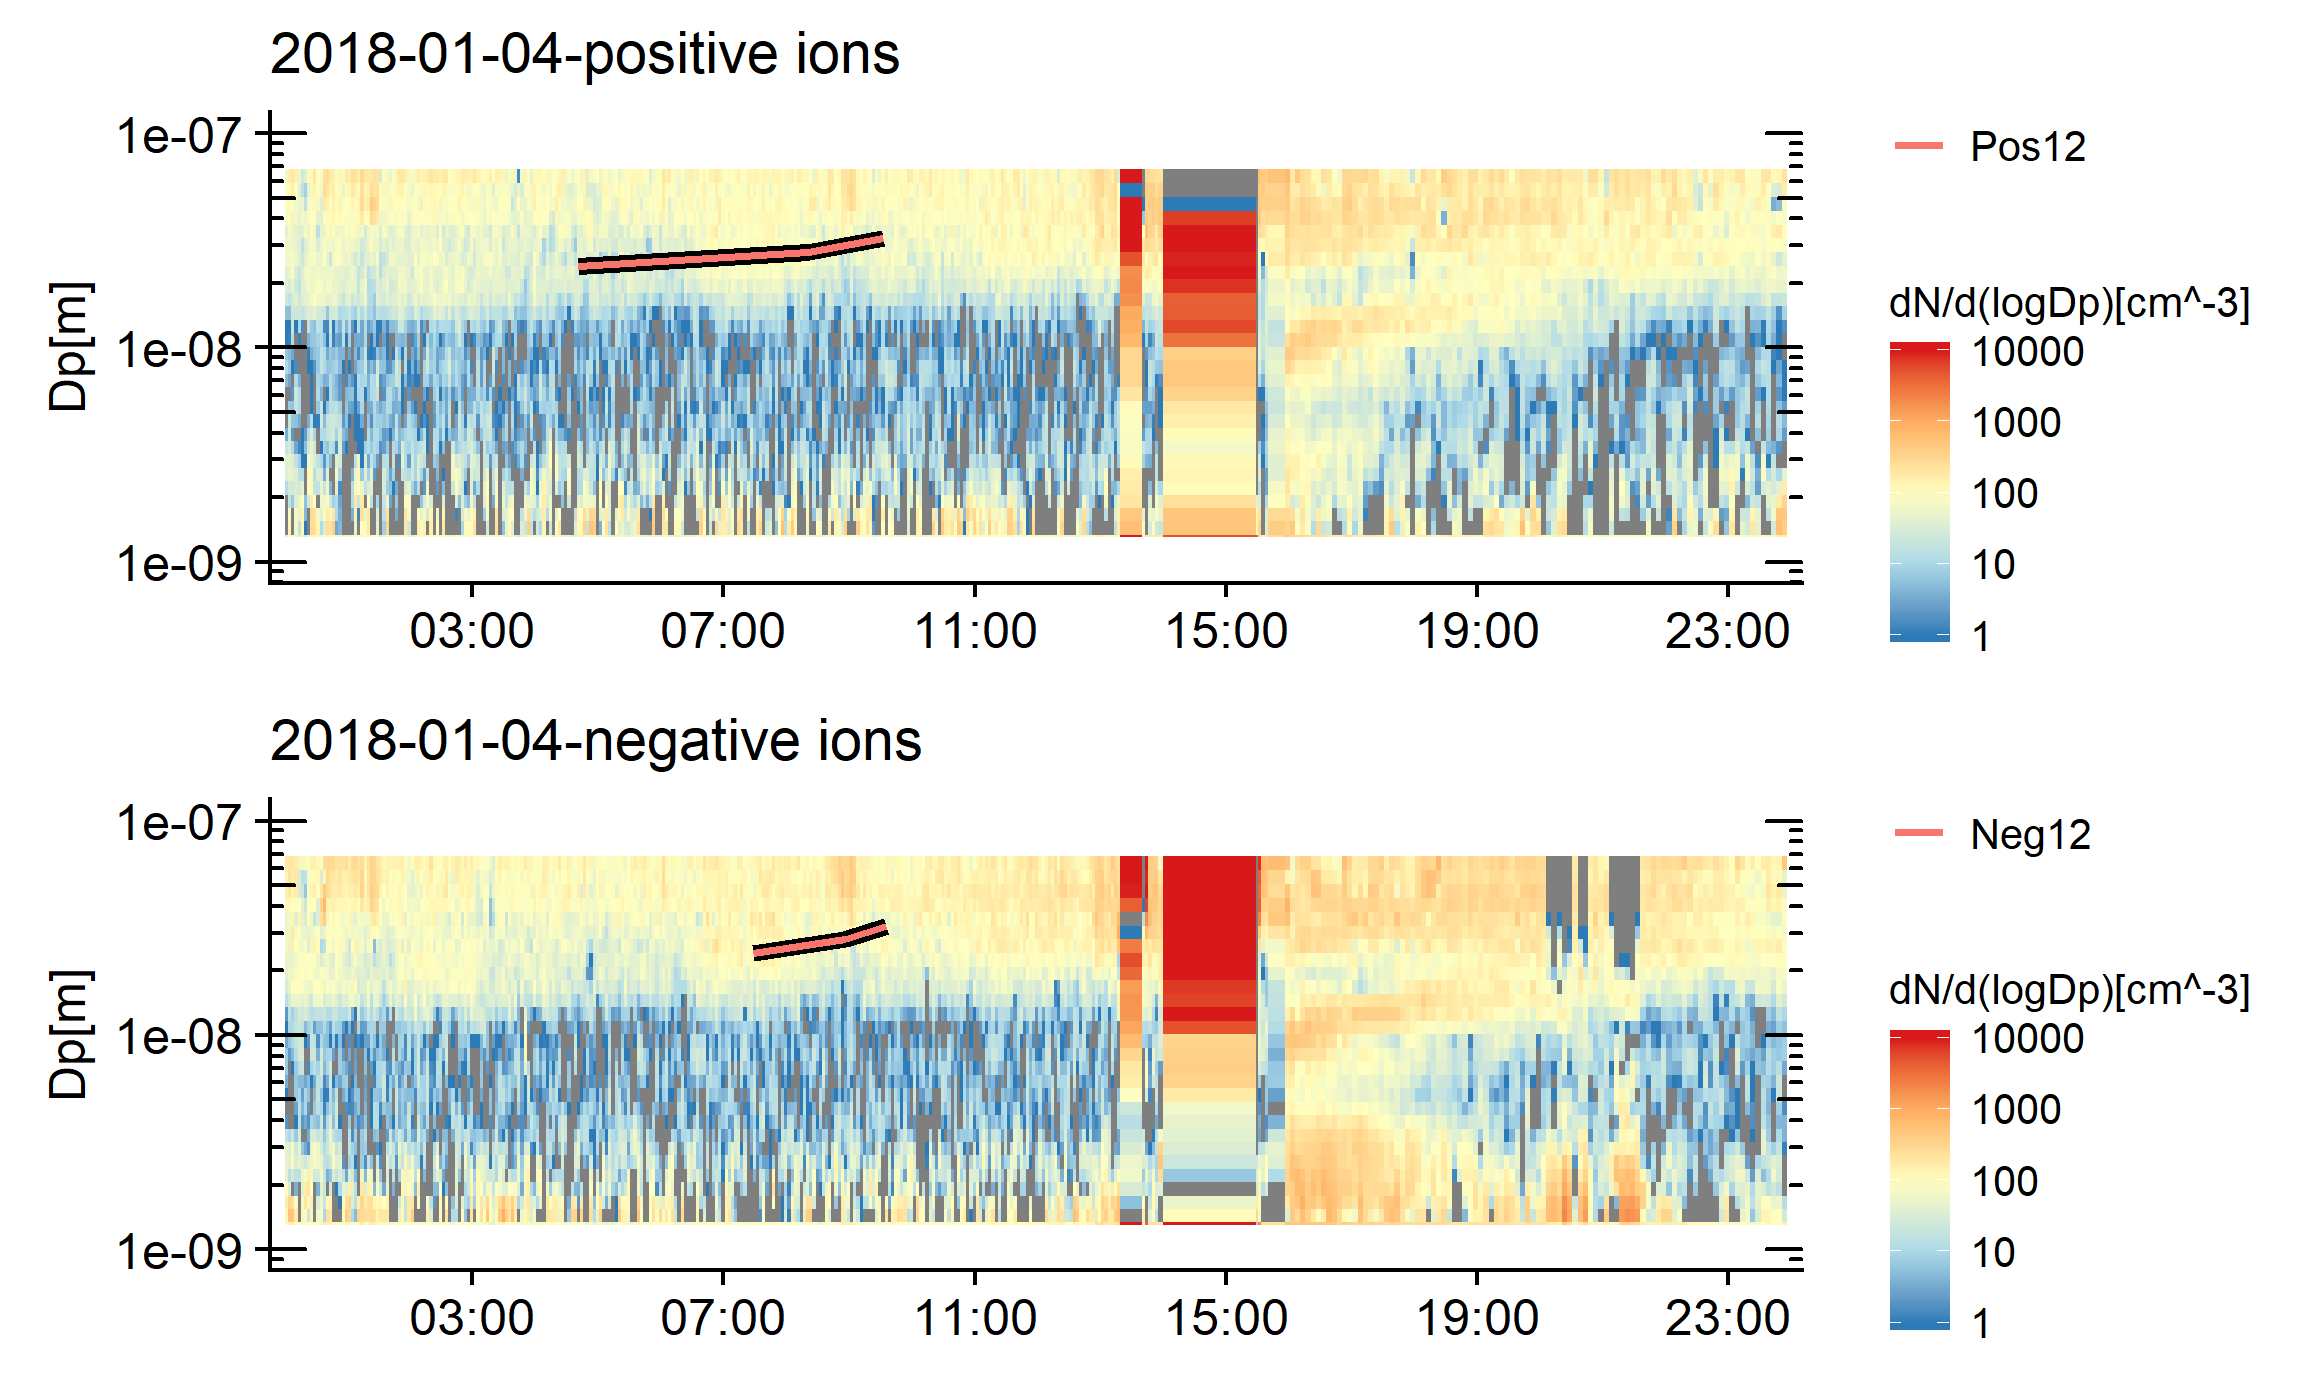 2018-01-04-positive ions
1e-07
1e-08
1e-09
Dp[m]
03:00 07:00 11:00 15:00 19:00 23:00
Pos12
dN/d(logDp)[cm^-3]
10000
1000
100
10
1
2018-01-04-negative ions
1e-07
1e-08
1e-09
Dp[m]
03:00 07:00 11:00 15:00 19:00 23:00
Neg12
dN/d(logDp)[cm^-3]
10000
1000
100
10
1